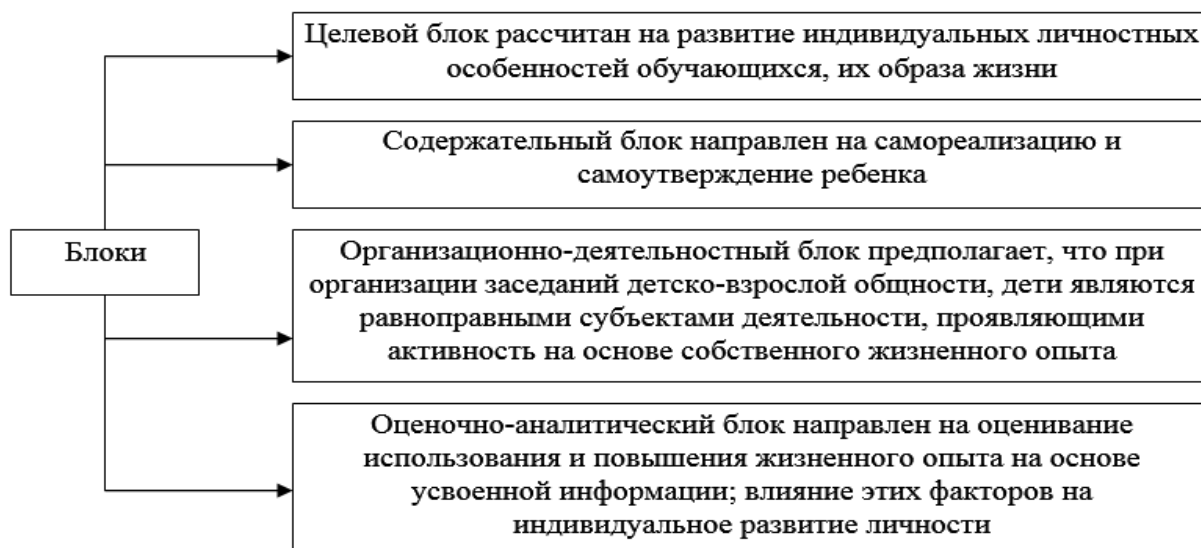 Целевой блок рассчитан на развитие индивидуальных личностных
особенностей обучающихся, их образа жизни
Содержательный блок направлен на самореализацию и
самоутверждение ребенка
Блоки
Организационно-деятельностный блок предполагает, что при
организации заседаний детско-взрослой общности, дети являются
равноправными субъектами деятельности, проявляющими
активность на основе собственного жизненного опыта
Оценочно-аналитический блок направлен на оценивание
использования и повышения жизненного опыта на основе
усвоенной информации; влияние этих факторов на
индивидуальное развитие личности